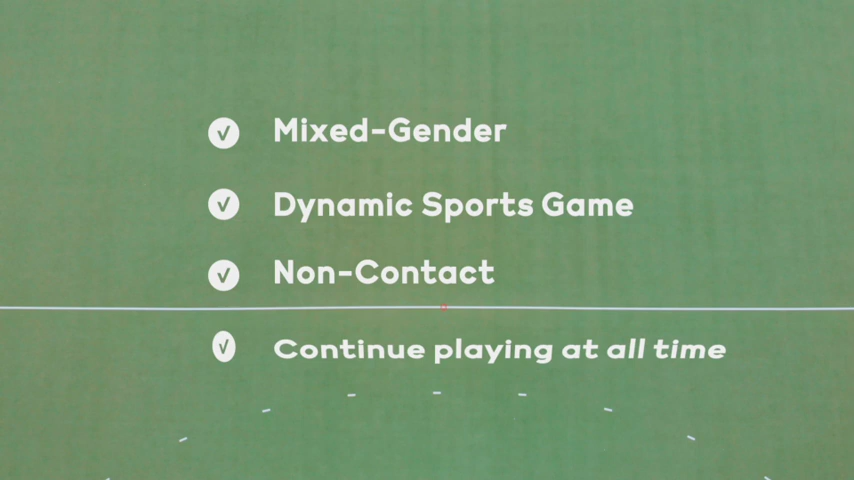 Mixed-Gender
Dynamic Sports Game
Non-Contact
Continue playing at all time